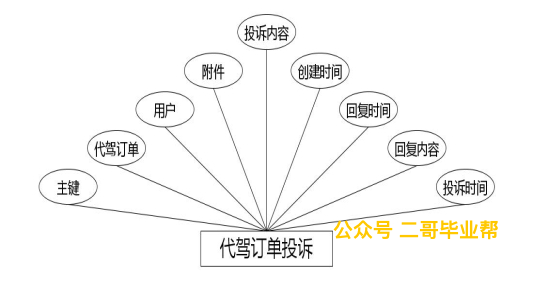 投诉内容
附件
创建时间
用户
回复时间
代驾订单
回复内容
主键
投诉时间
公众号 二哥毕业帮
代驾订单投诉